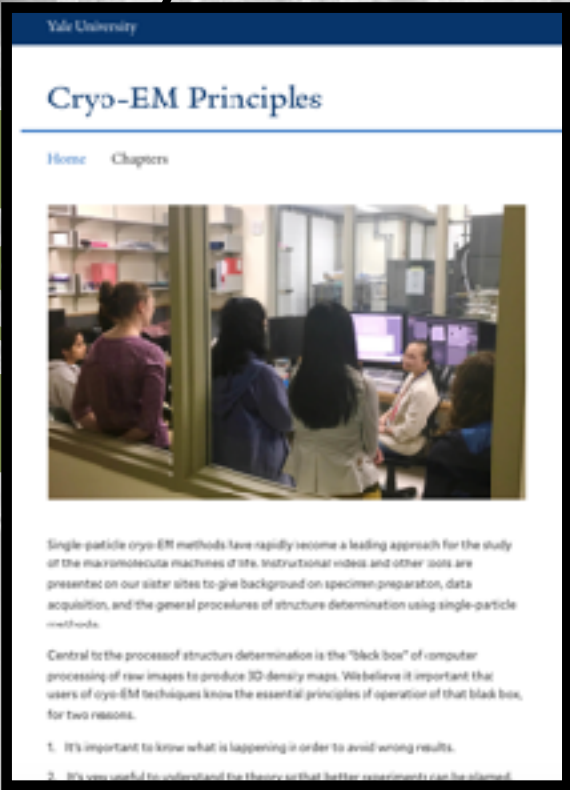 Yale University
Cryo-EM Principles
Home Chapters
Single-particle cryo-EM methods have rapidly become a leading approach for the study
of the macromolecular machines of life. Instructional videos and other tools are
presented on our sister sites to give background on specimen preparation, data
acquisition, and the general procedures of structure determination using single-particle
methods.
Central to the process of structure determination is the "black box" of computer
processing of raw images to produce 3D density maps. We believe it important that
users of cryo-EM techniques know the essential principles of operation of that black box,
for two reasons.
1. It's important to know what is happening in order to avoid wrong results.
2. It's very useful to understand the theory so that better experiments can be planned.